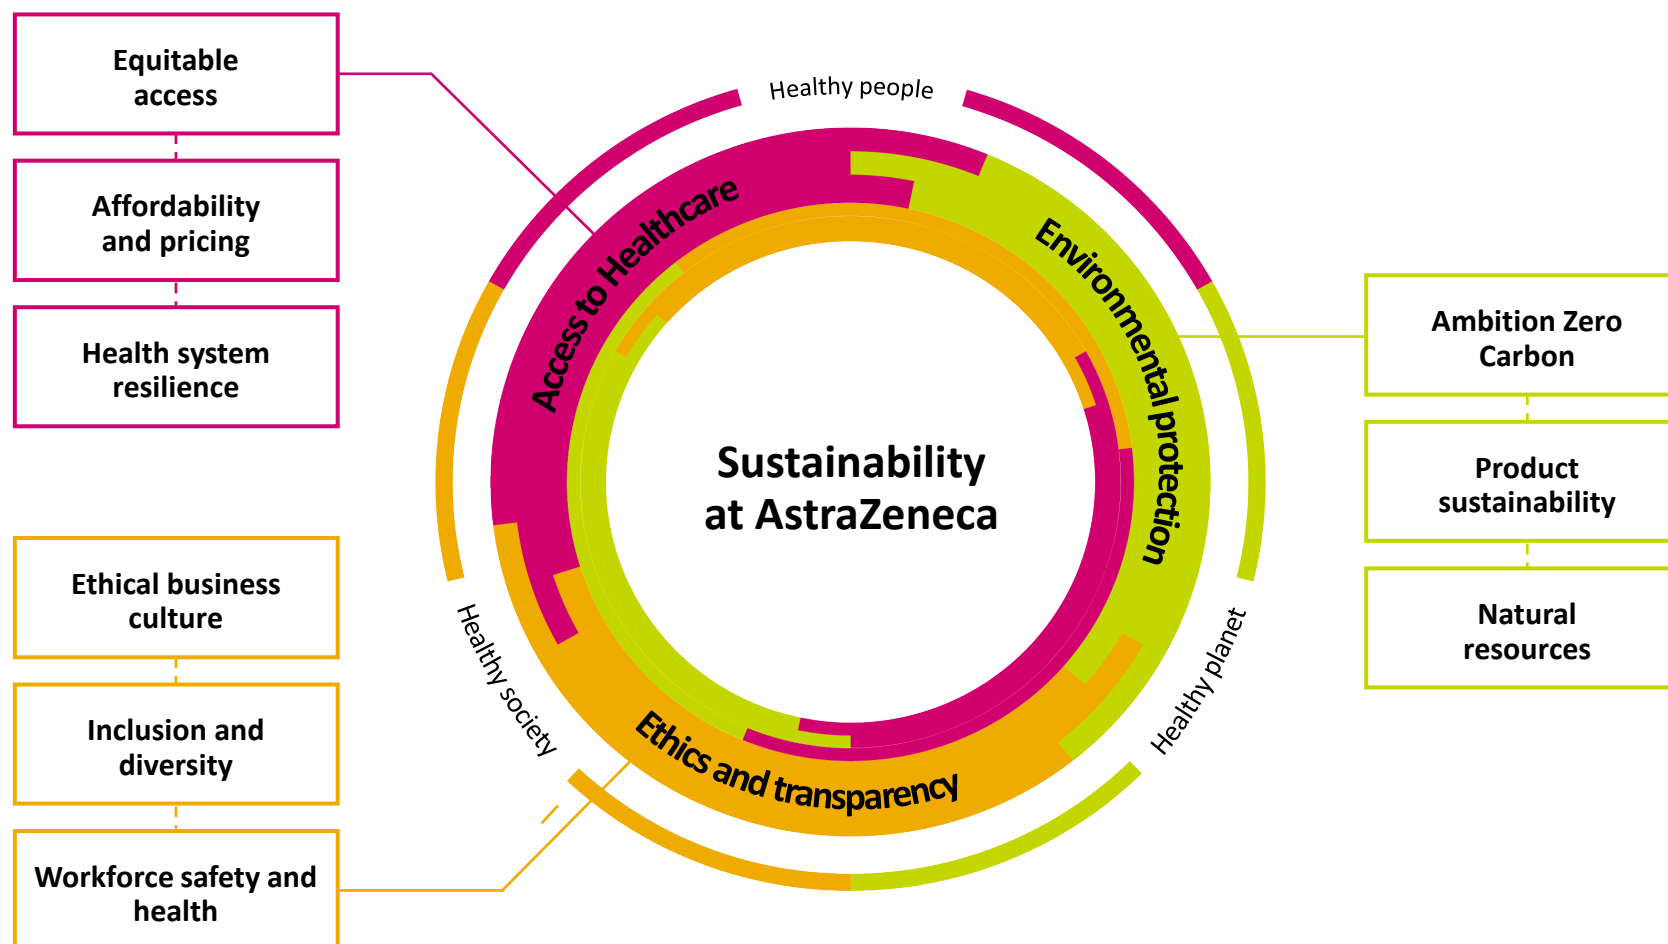 Equitable
access
Affordability
and pricing
Health system
resilience
Ethical business
culture
Inclusion and
diversity
Workforce safety and
health
Healthy people
Access to Healthcare
Environmental protection
Sustainability
at AstraZeneca
Healthy society
Healthy planet
Ethics and transparency
Ambition Zero
Carbon
Product
sustainability
Natural
resources